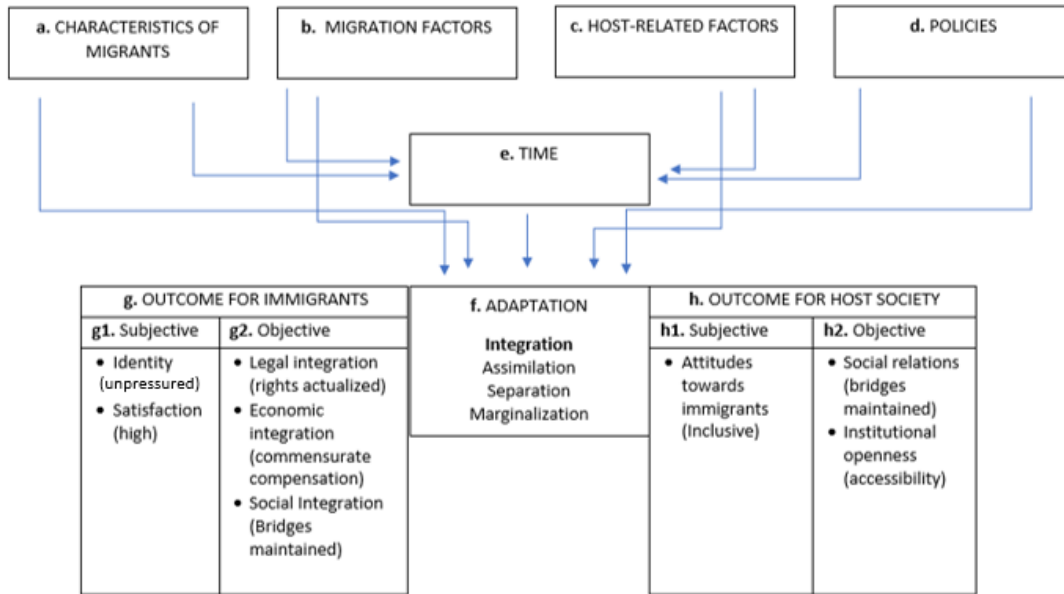 a. CHARACTERISTICS OF
MIGRANTS
b. MIGRATION FACTORS
c. HOST-RELATED FACTORS
d. POLICIES
e. TIME
g. OUTCOME FOR IMMIGRANTS
g1. Subjective
• Identity
(unpressured)
• Satisfaction
(high)
g2. Objective
• Legal integration
(rights actualized)
• Economic
integration
(commensurate
compensation)
• Social Integration
(Bridges
maintained)
f. ADAPTATION
Integration
Assimilation
Separation
Marginalization
h. OUTCOME FOR HOST SOCIETY
h1. Subjective
• Attitudes
towards
immigrants
(Inclusive)
h2. Objective
• Social relations
(bridges
maintained)
• Institutional
openness
(accessibility)